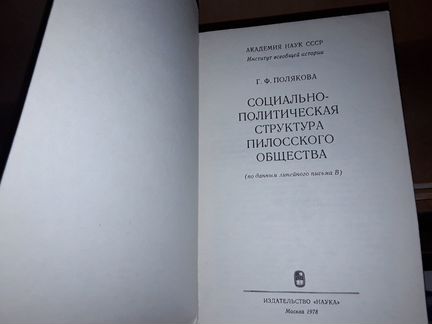 АКАДЕМИЯ НАУК СССР
Институт всеобщей истории
Г. Ф. ПОЛЯКОВА
СОЦИАЛЬНО-
ПОЛИТИЧЕСКАЯ
СТРУКТУРА
ПИЛОССКОГО
ОБЩЕСТВА
(по данным линейного письма В)
ИЗДАТЕЛЬСТВО «НАУКА»
Москва 1978